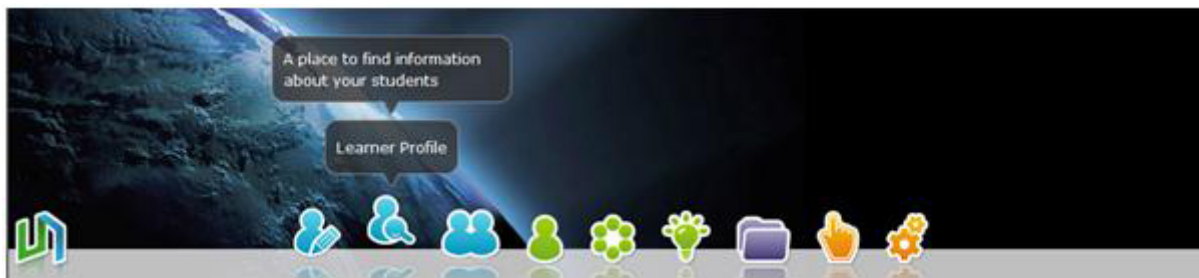 A place to find information
about your students
Learner Profile